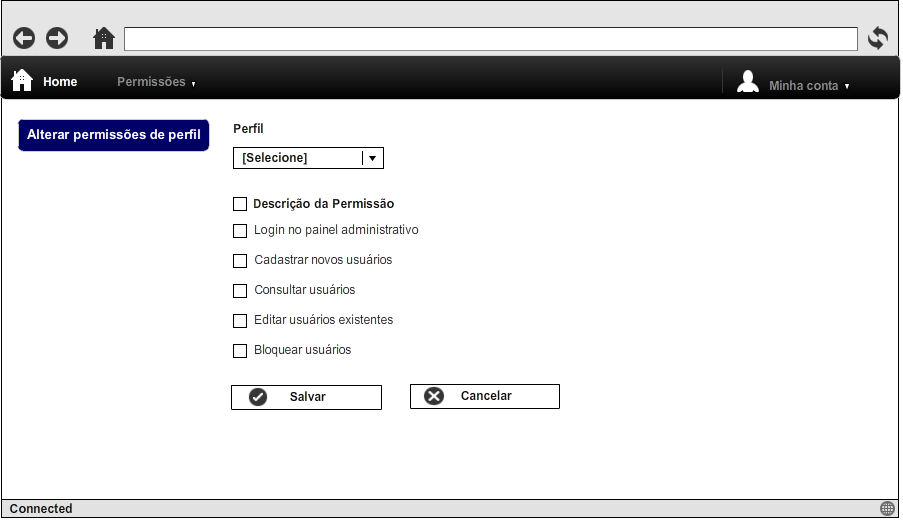 Home
Permissões
Minha conta
Alterar permissões de perfil
Perfil
[Selecione]
Descrição da Permissão
Login no painel administrativo
Cadastrar novos usuários
Consultar usuários
Editar usuários existentes
Bloquear usuários
Salvar
Cancelar
Connected